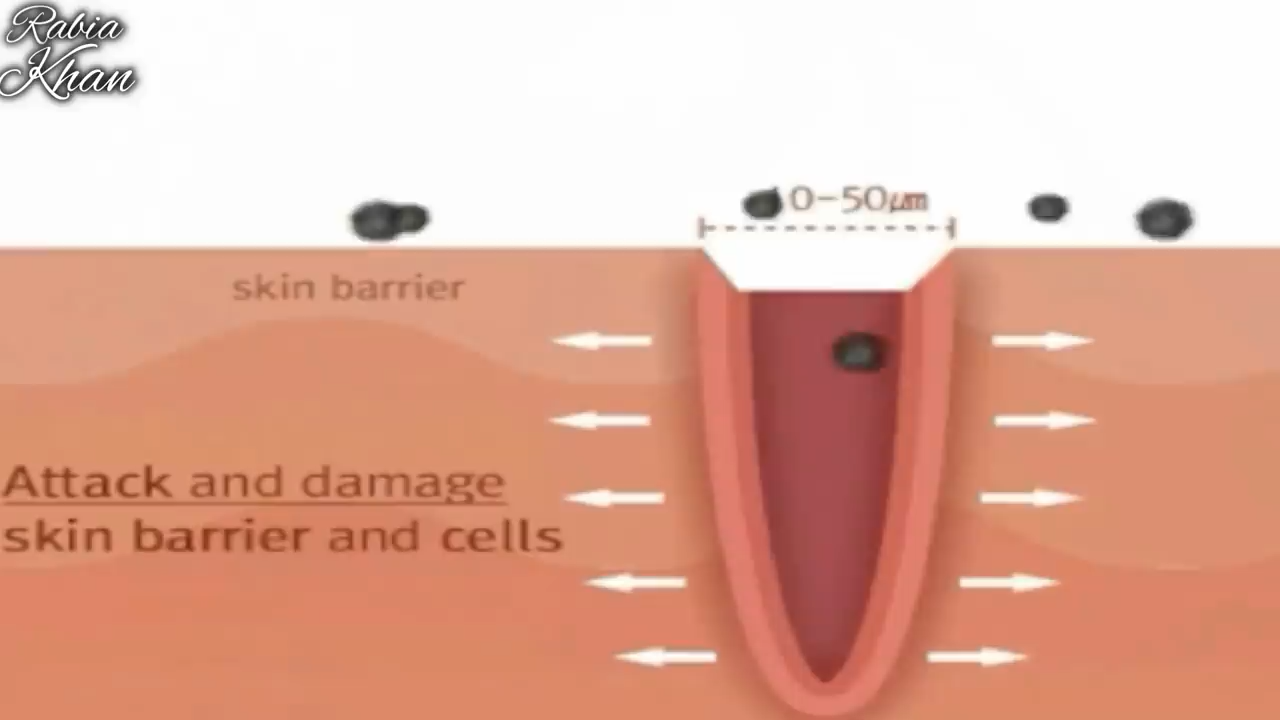 Rabia
Khan
0-50μm
skin barrier
Attack and damage
skin barrier and cells